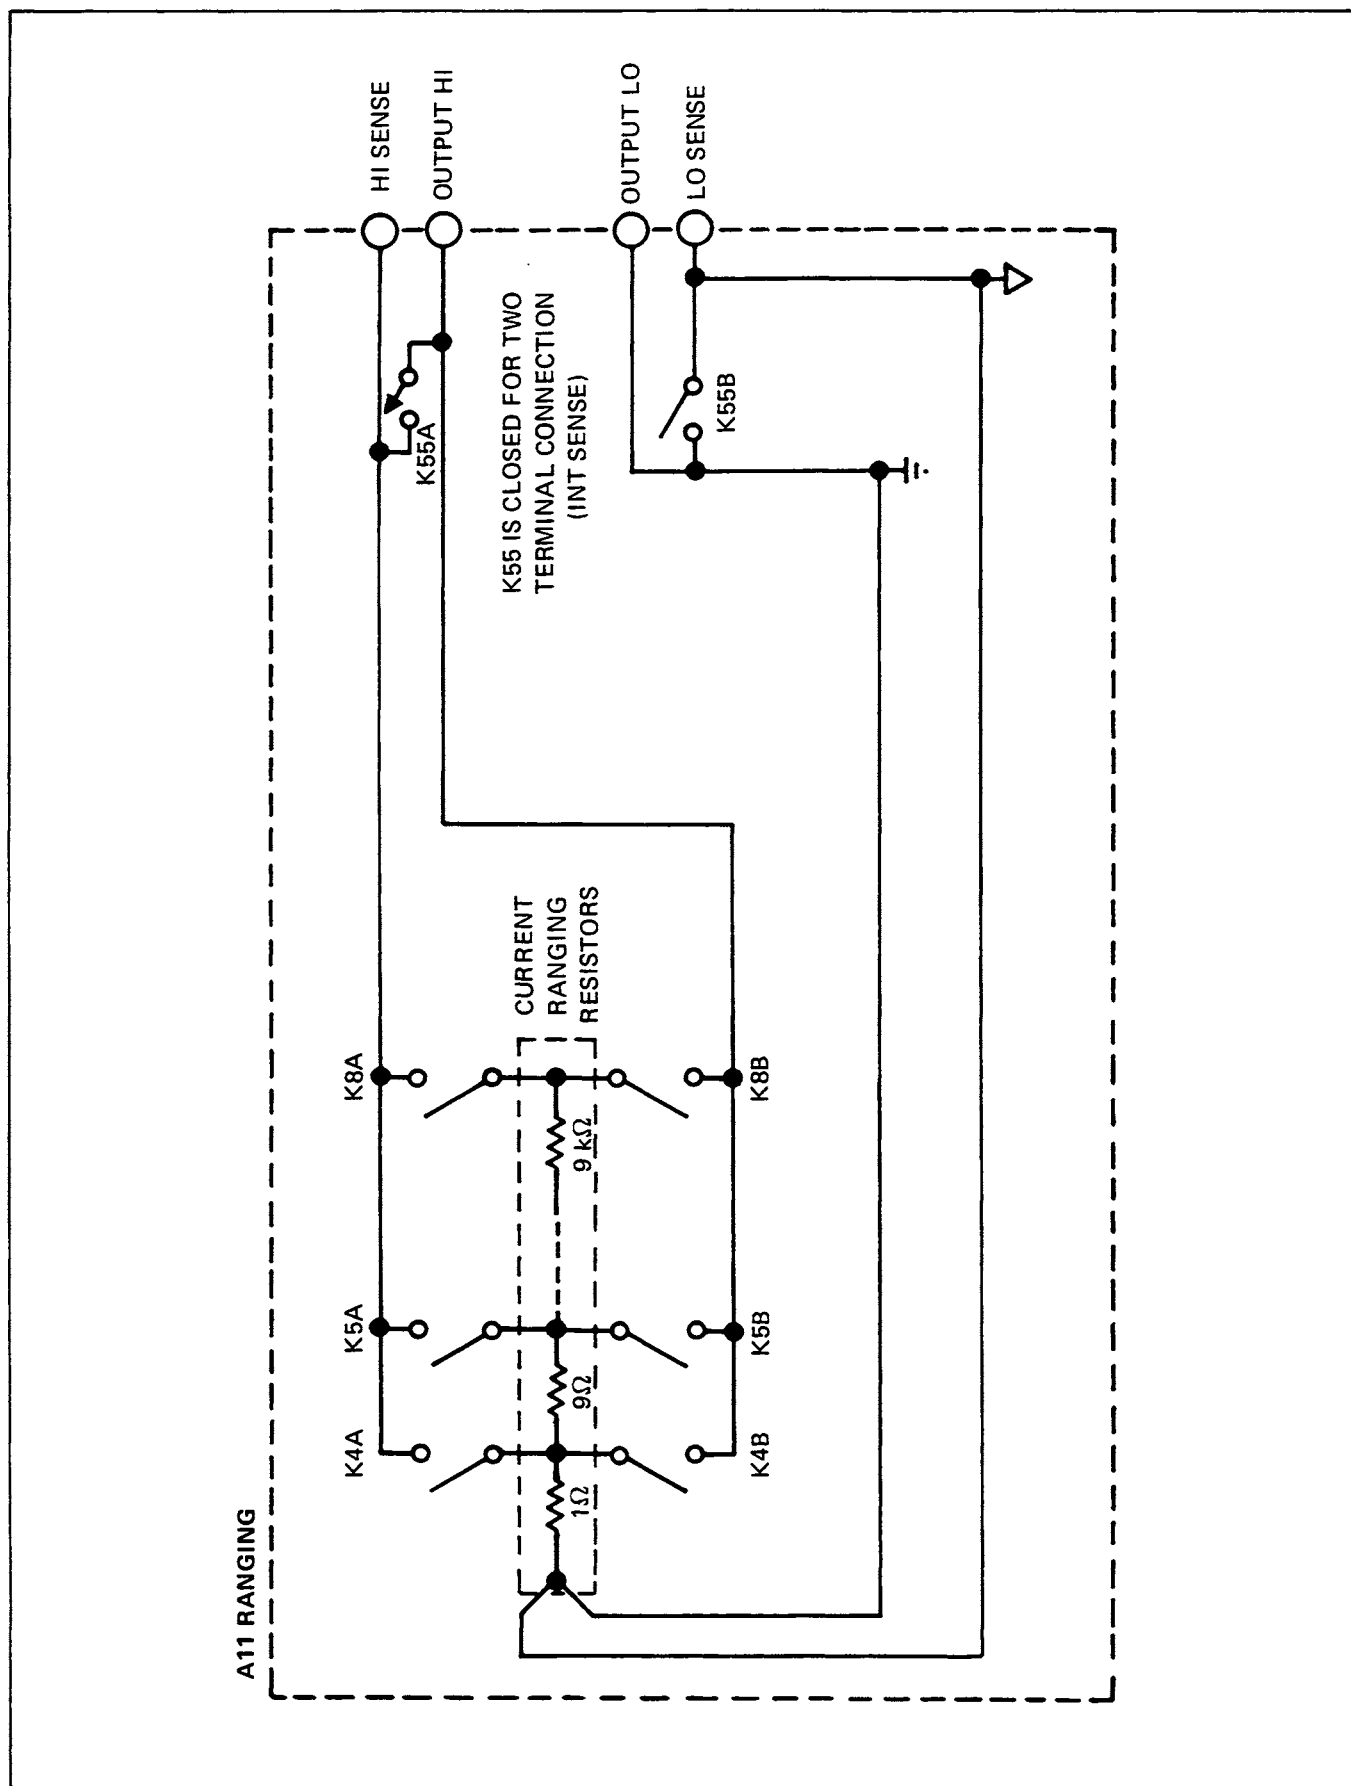 A11 RANGING
HI SENSE
OUTPUT HI
OUTPUT LO
LO SENSE
K55A
K55 IS CLOSED FOR TWO
TERMINAL CONNECTION
(INT SENSE)
K55B
K4A
K5A
K8A
CURRENT
RANGING
RESISTORS
1Ω
9Ω
9 kΩ
K4B
K5B
K8B